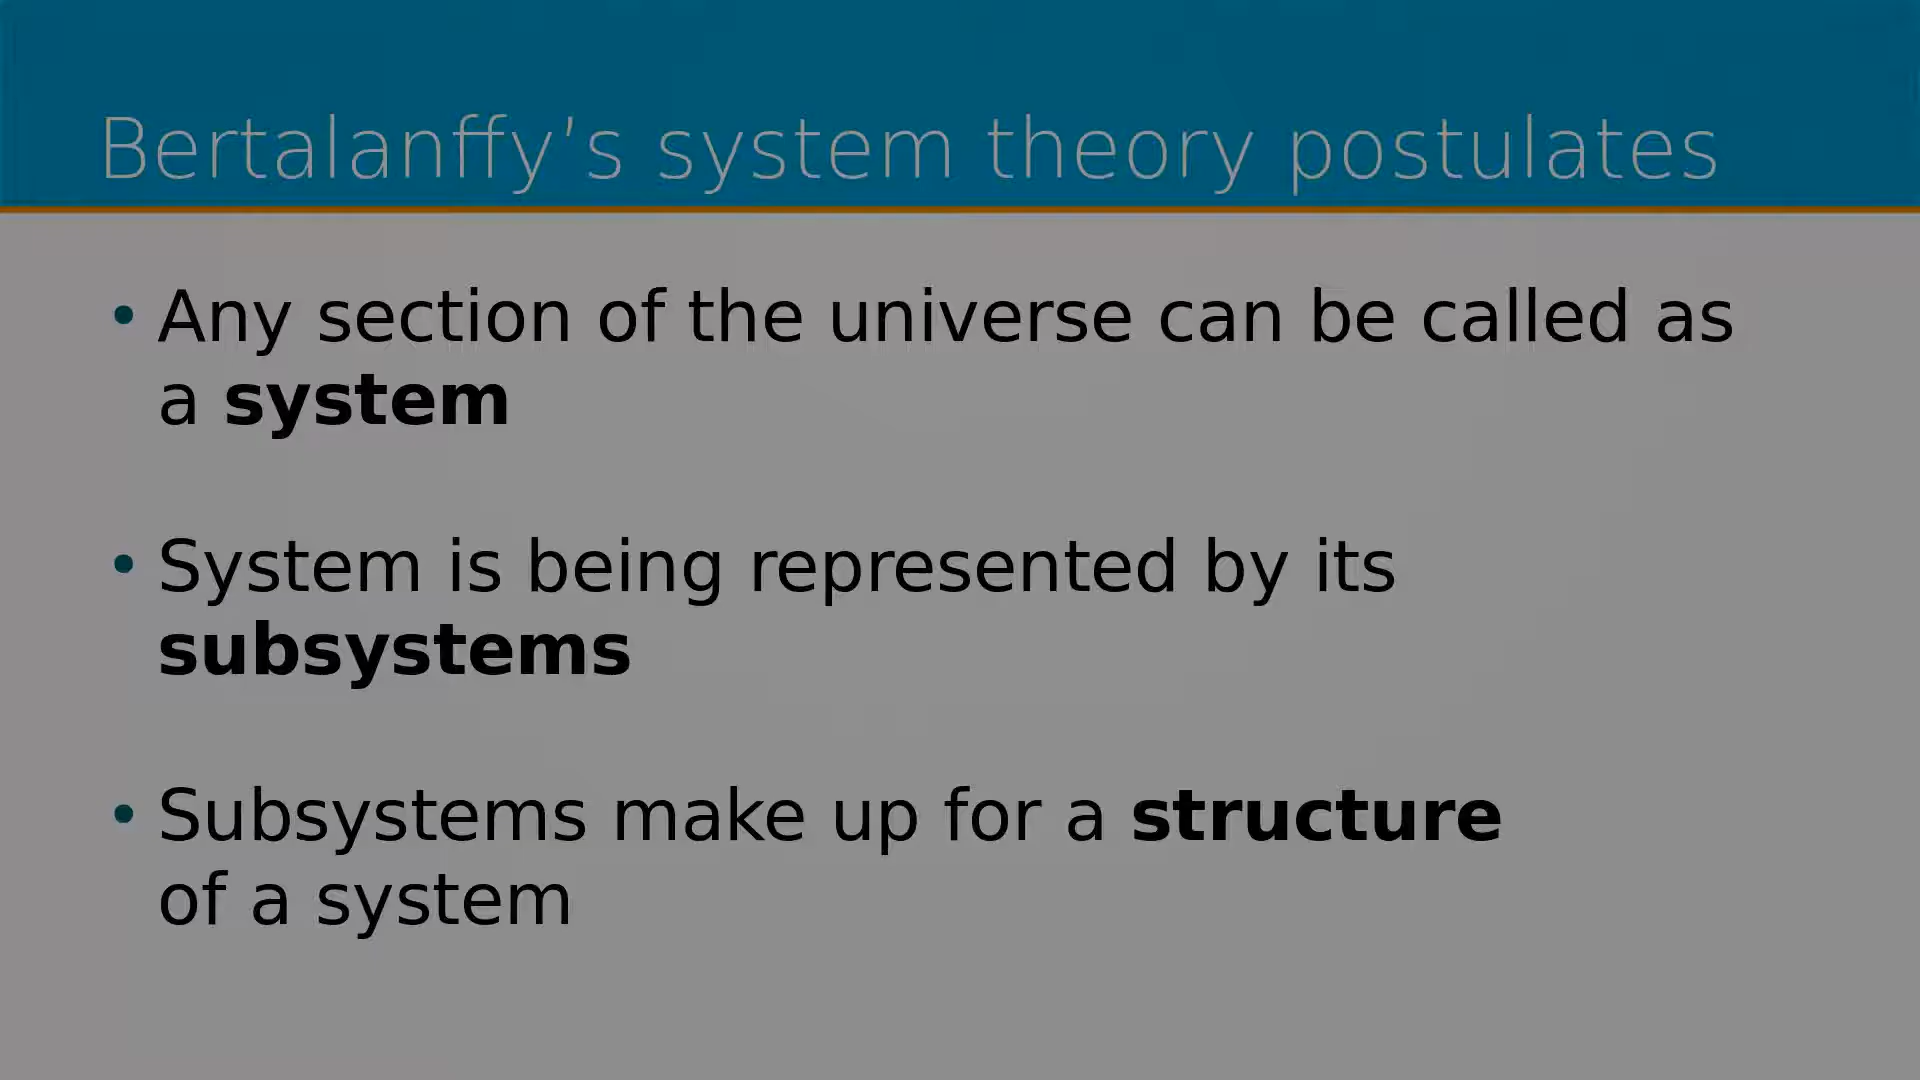 Bertalanffy’s system theory postulates
• Any section of the universe can be called as
a system
• System is being represented by its
subsystems
• Subsystems make up for a structure
of a system